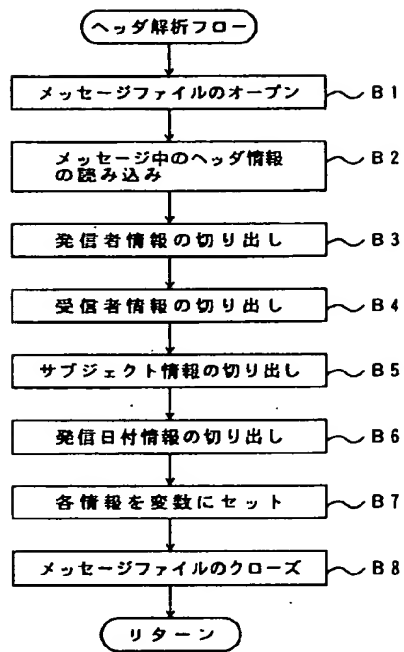 ヘッダ解析フロー
メッセージファイルのオープン B1
メッセージ中のヘッダ情報 B2
の読み込み
発信者情報の切り出し B3
受信者情報の切り出し B4
サブジェクト情報の切り出し B5
発信日付情報の切り出し B6
各情報を変数にセット B7
メッセージファイルのクローズ B8
リターン